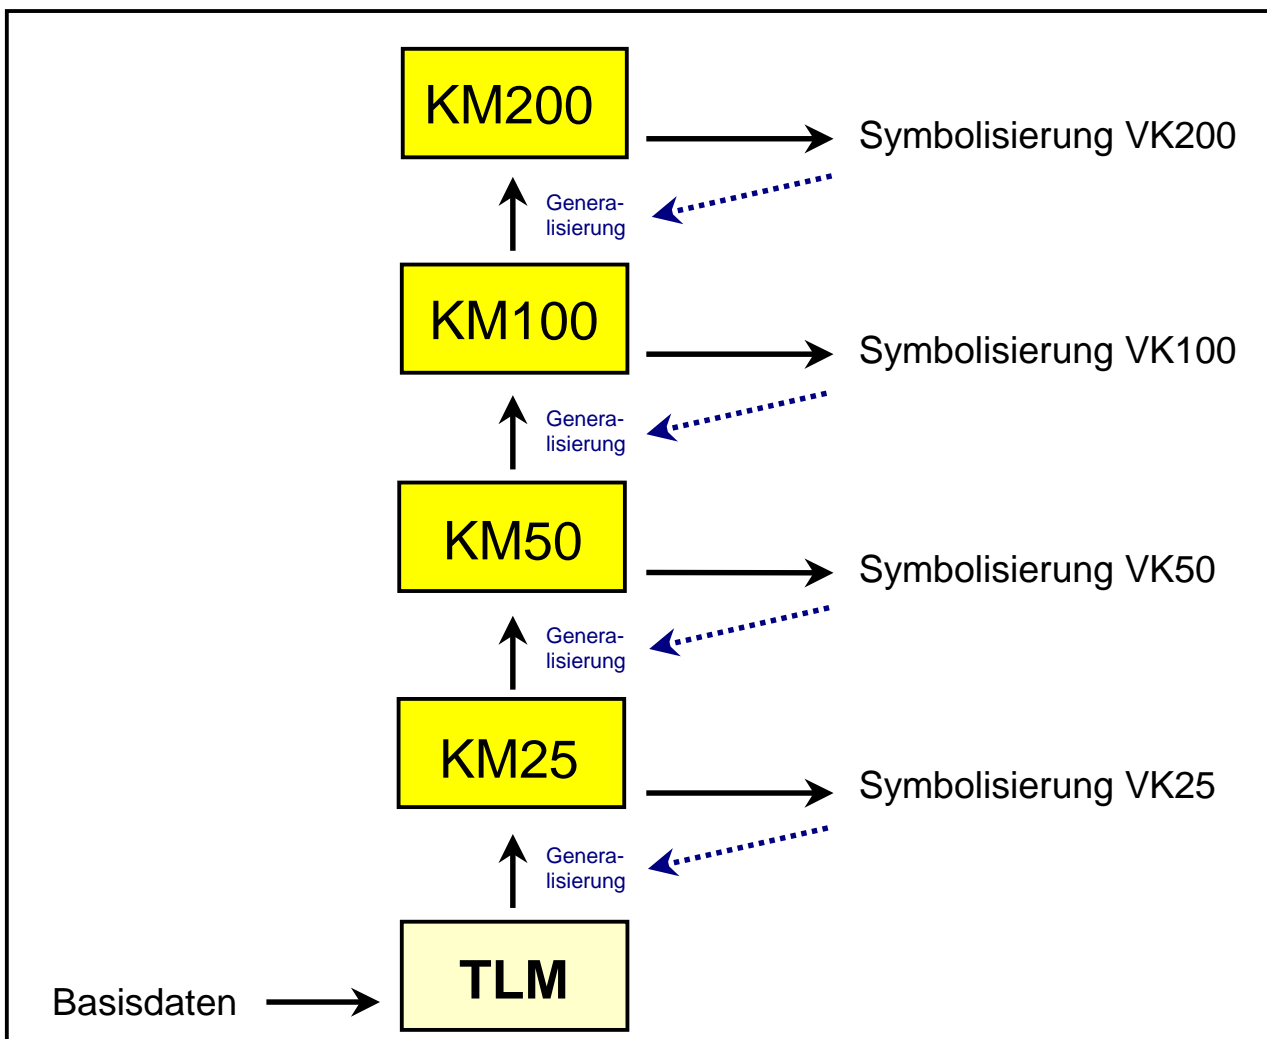 KM200
Symbolisierung VK200
Genera-
lisierung
KM100
Symbolisierung VK100
Genera-
lisierung
KM50
Symbolisierung VK50
Genera-
lisierung
KM25
Symbolisierung VK25
Genera-
lisierung
TLM
Basisdaten